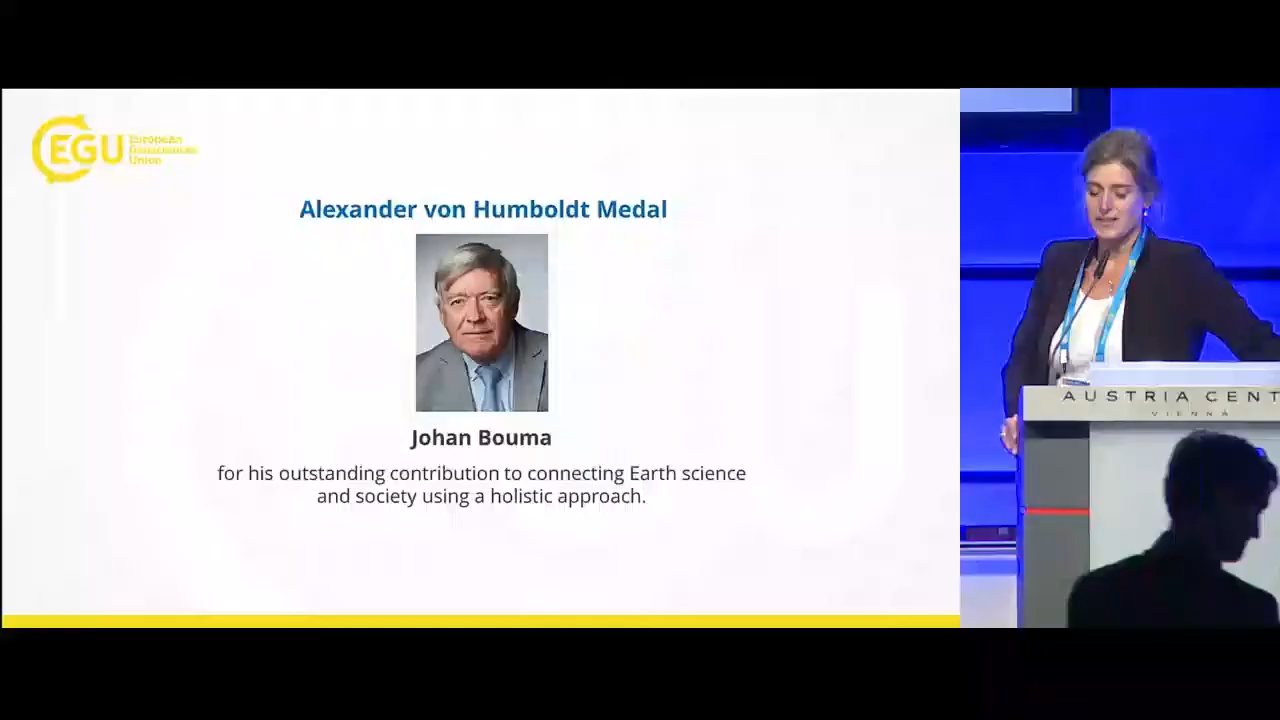 EGU
European
Geosciences
Union
Alexander von Humboldt Medal
Johan Bouma
for his outstanding contribution to connecting Earth science
and society using a holistic approach.
AUSTRIA CENT
VIENNA